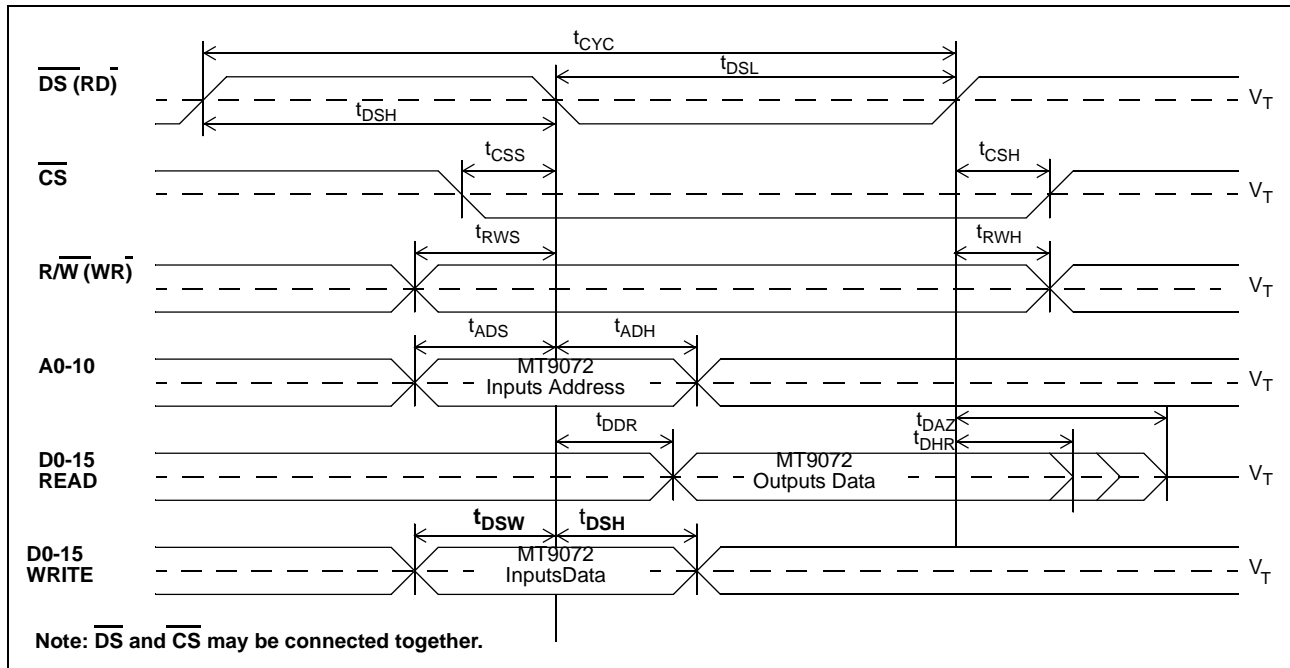 tCYC
DS (RD)
tDSL
VT
tDSH
tCSS
tCSH
CS
VT
tRWS
tRWH
R/W (WR)
VT
tADS
tADH
A0-10
MT9072
Inputs Address
VT
tDDR
tDAZ
tDHR
D0-15
READ
MT9072
Outputs Data
VT
tDSW
tDSH
D0-15
WRITE
MT9072
InputsData
VT
Note: DS and CS may be connected together.